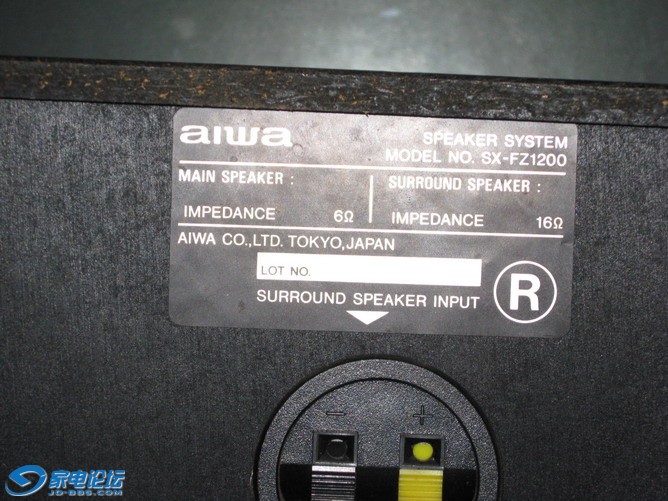 aiwa
SPEAKER SYSTEM
MODEL NO. SX-FZ1200
MAIN SPEAKER :
SURROUND SPEAKER :
IMPEDANCE 6Ω
IMPEDANCE 16Ω
AIWA CO.,LTD. TOKYO,JAPAN
LOT NO.
R
SURROUND SPEAKER INPUT
− +
家电论坛
JD-BBS.COM